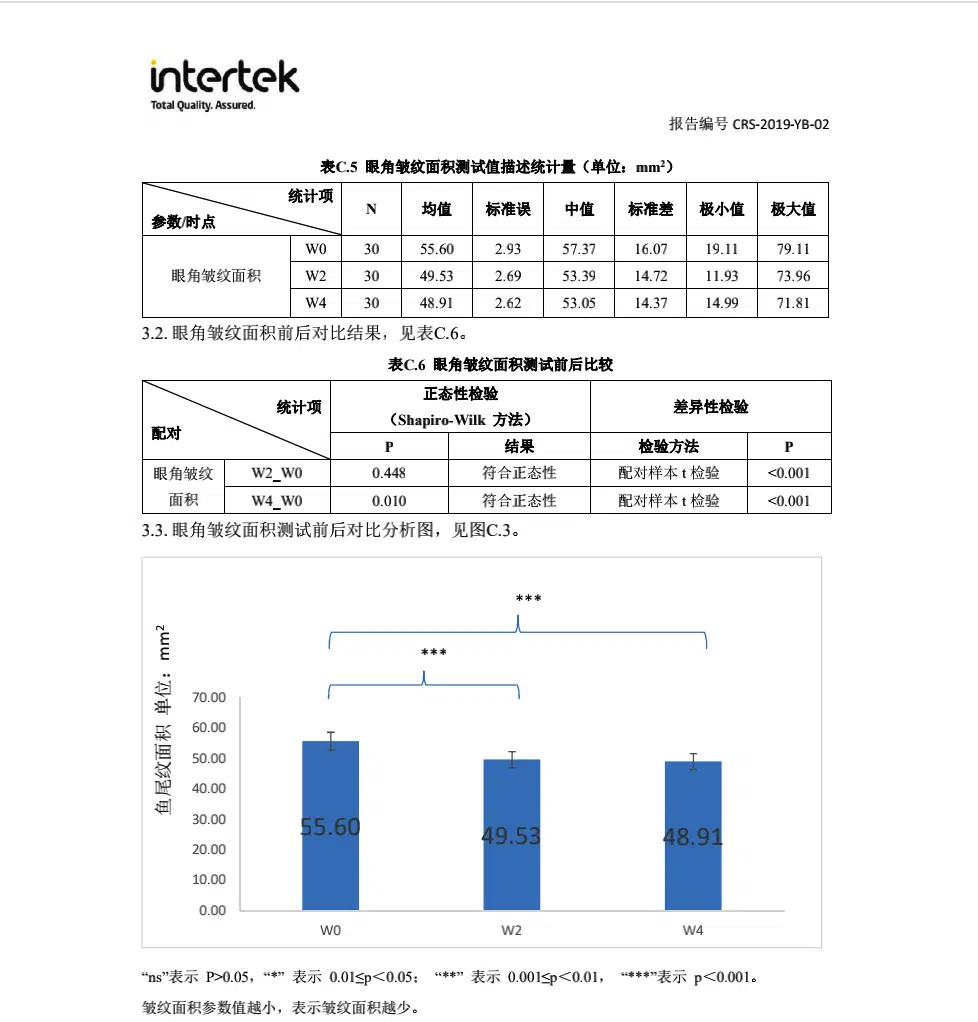 intertek
Total Quality. Assured.
报告编号 CRS-2019-YB-02
表C.5 眼角皱纹面积测试值描述统计量（单位：mm²）
统计项 参数/时点 N 均值 标准误 中值 标准差 极小值 极大值
眼角皱纹面积 W0 30 55.60 2.93 57.37 16.07 19.11 79.11
W2 30 49.53 2.69 53.39 14.72 11.93 73.96
W4 30 48.91 2.62 53.05 14.37 14.99 71.81
3.2. 眼角皱纹面积前后对比结果，见表C.6。
表C.6 眼角皱纹面积测试前后比较
统计项 配对 正态性检验 差异性检验
（Shapiro-Wilk 方法）
P 结果 检验方法 P
眼角皱纹面积 W2_W0 0.448 符合正态性 配对样本 t 检验 <0.001
W4_W0 0.010 符合正态性 配对样本 t 检验 <0.001
3.3. 眼角皱纹面积测试前后对比分析图，见图C.3。
***
***
鱼尾纹面积 单位：mm²
70.00
60.00
50.00
40.00
30.00
20.00
10.00
0.00
55.60
49.53
48.91
W0 W2 W4
“ns”表示 P>0.05，“*” 表示 0.01≤p＜0.05； “**” 表示 0.001≤p＜0.01， “***”表示 p＜0.001。
皱纹面积参数值越小，表示皱纹面积越少。